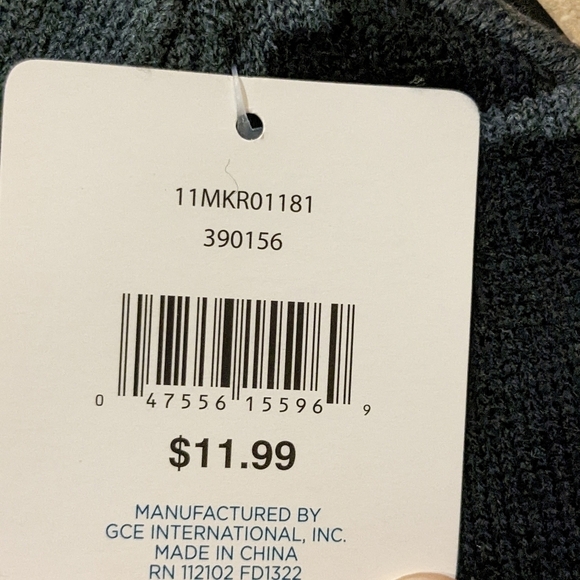 11MKR01181
390156
0 47556 15596 9
$11.99
MANUFACTURED BY
GCE INTERNATIONAL, INC.
MADE IN CHINA
RN 112102 FD1322